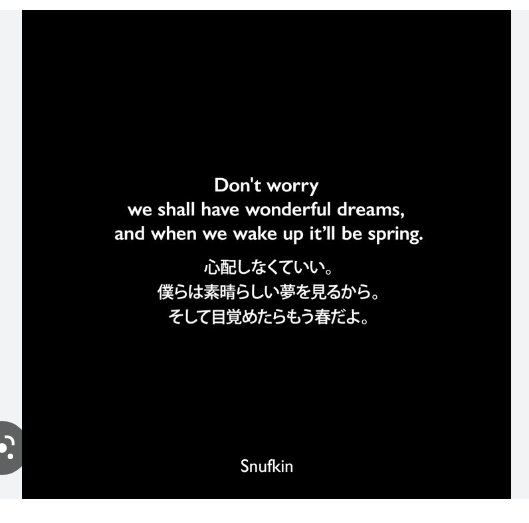 Don't worry
we shall have wonderful dreams,
and when we wake up it’ll be spring.
心配しなくていい。
僕らは素晴らしい夢を見るから。
そして目覚めたらもう春だよ。
Snufkin